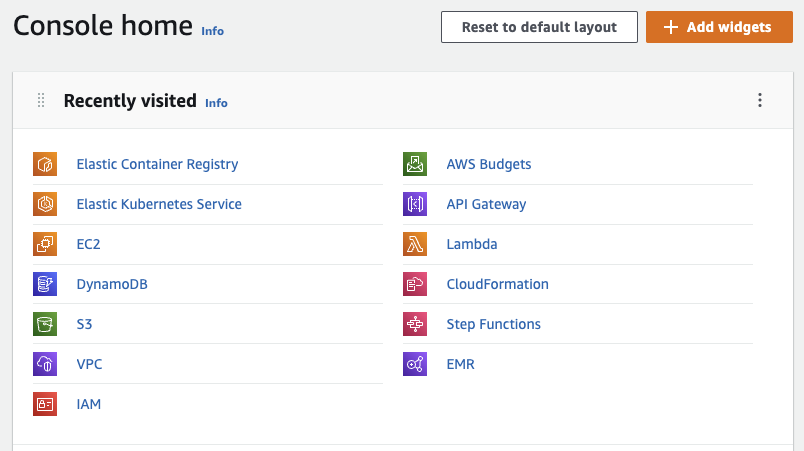 Console home Info
Reset to default layout
Add widgets
Recently visited Info
Elastic Container Registry
Elastic Kubernetes Service
EC2
DynamoDB
S3
VPC
IAM
AWS Budgets
API Gateway
Lambda
CloudFormation
Step Functions
EMR